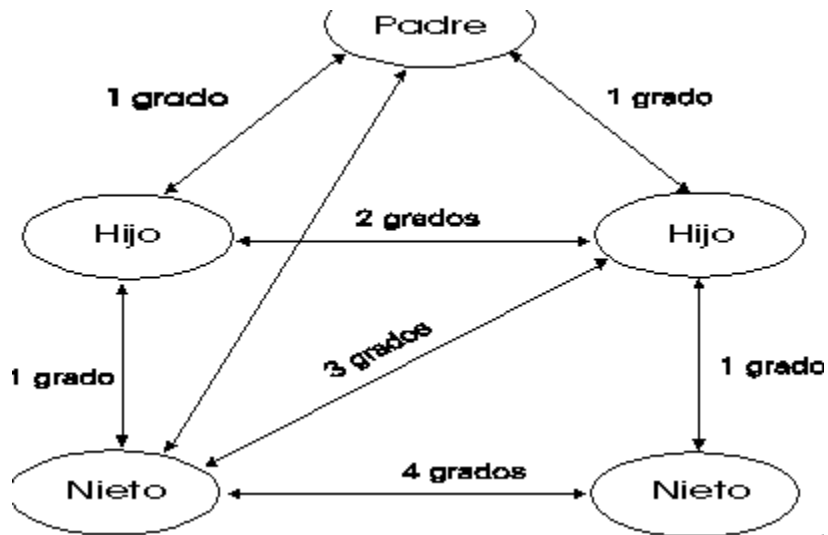 Padre
1 grado
1 grado
Hijo
2 grados
Hijo
1 grado
3 grados
1 grado
Nieto
4 grados
Nieto